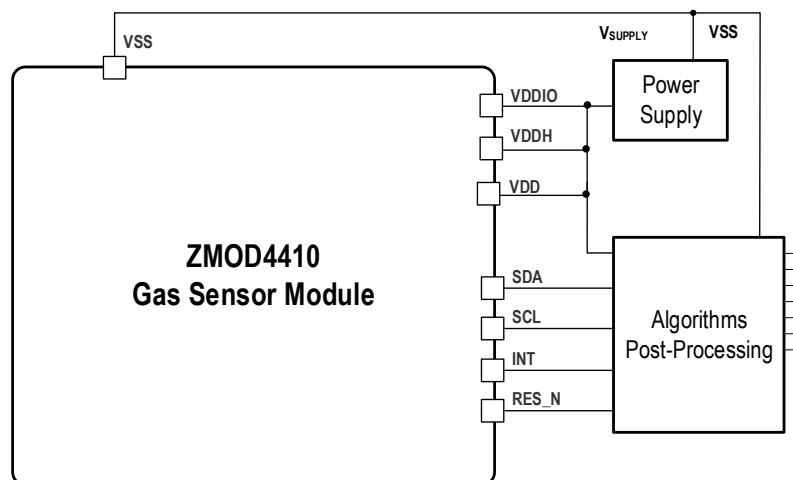 VSS
VSUPPLY
VSS
VDDIO
Power
Supply
VDDH
VDD
ZMOD4410
Gas Sensor Module
SDA
SCL
Algorithms
Post-Processing
INT
RES_N